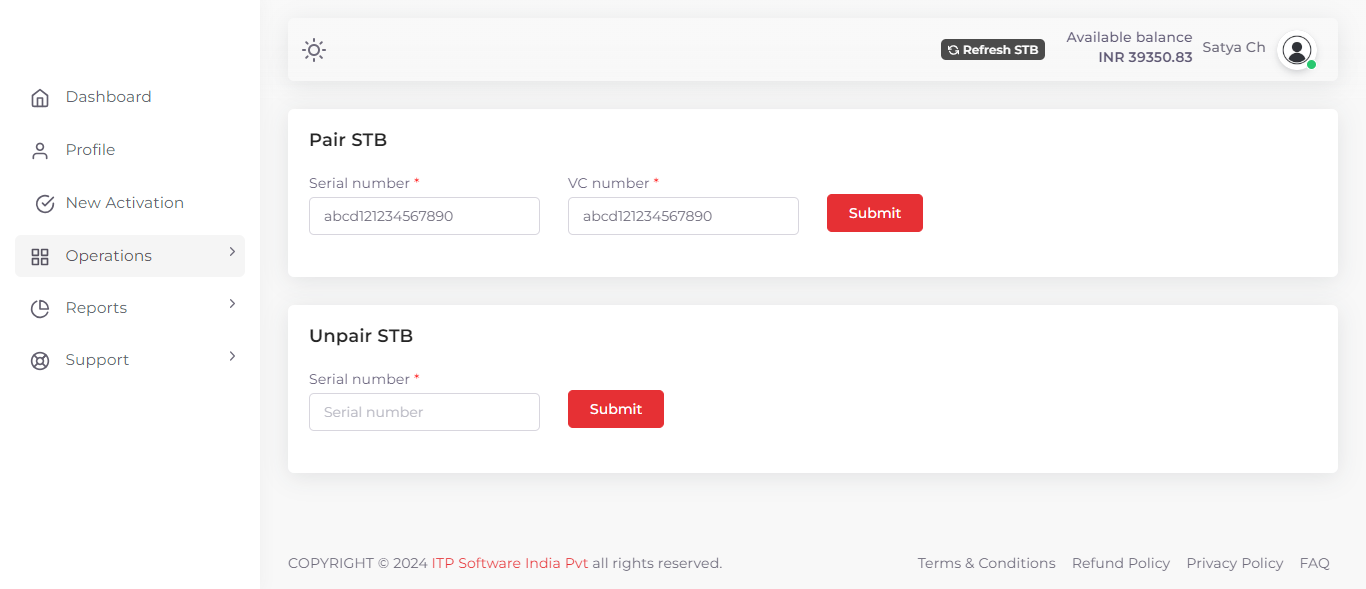 Refresh STB
Available balance
INR 39350.83
Satya Ch
Dashboard
Profile
New Activation
Operations
Reports
Support
Pair STB
Serial number * VC number *
abcd121234567890 abcd121234567890 Submit
Unpair STB
Serial number *
Serial number Submit
COPYRIGHT © 2024 ITP Software India Pvt all rights reserved. Terms & Conditions Refund Policy Privacy Policy FAQ